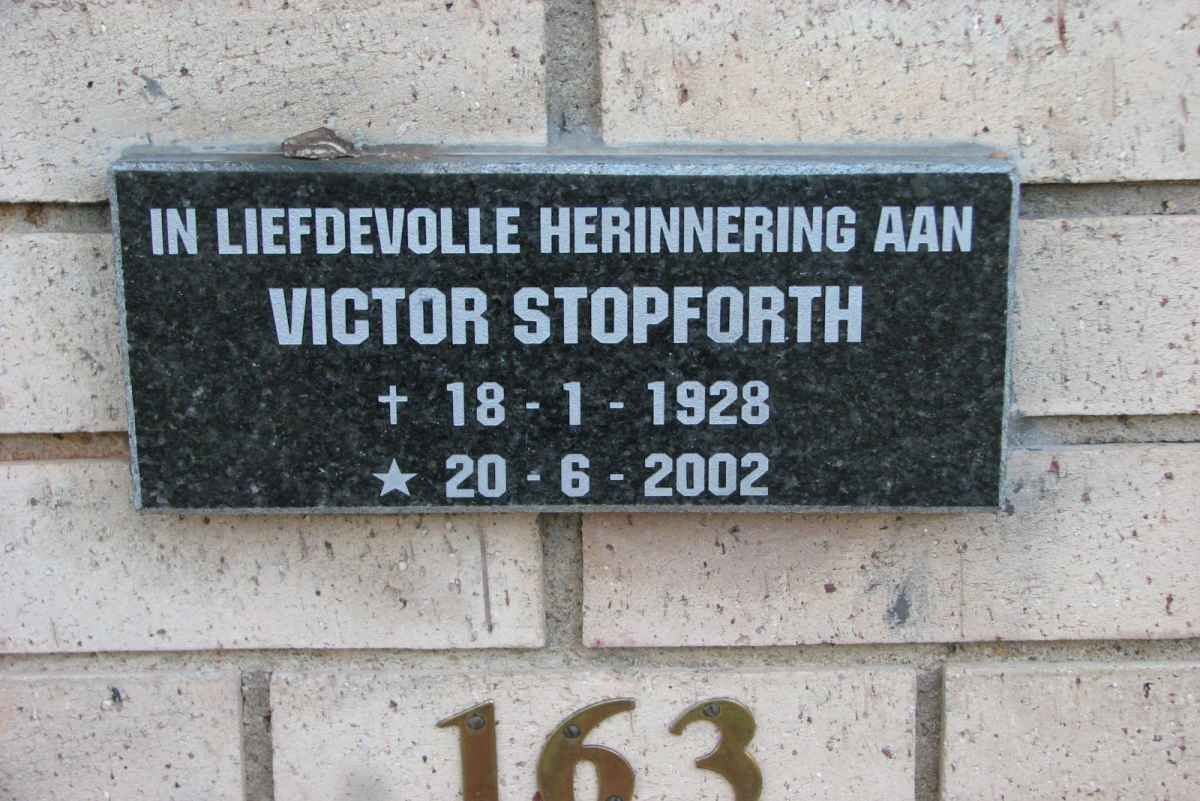 IN LIEFDEVOLLE HERINNERING AAN
VICTOR STOPFORTH
✝ 18 - 1 - 1928
★ 20 - 6 - 2002
163